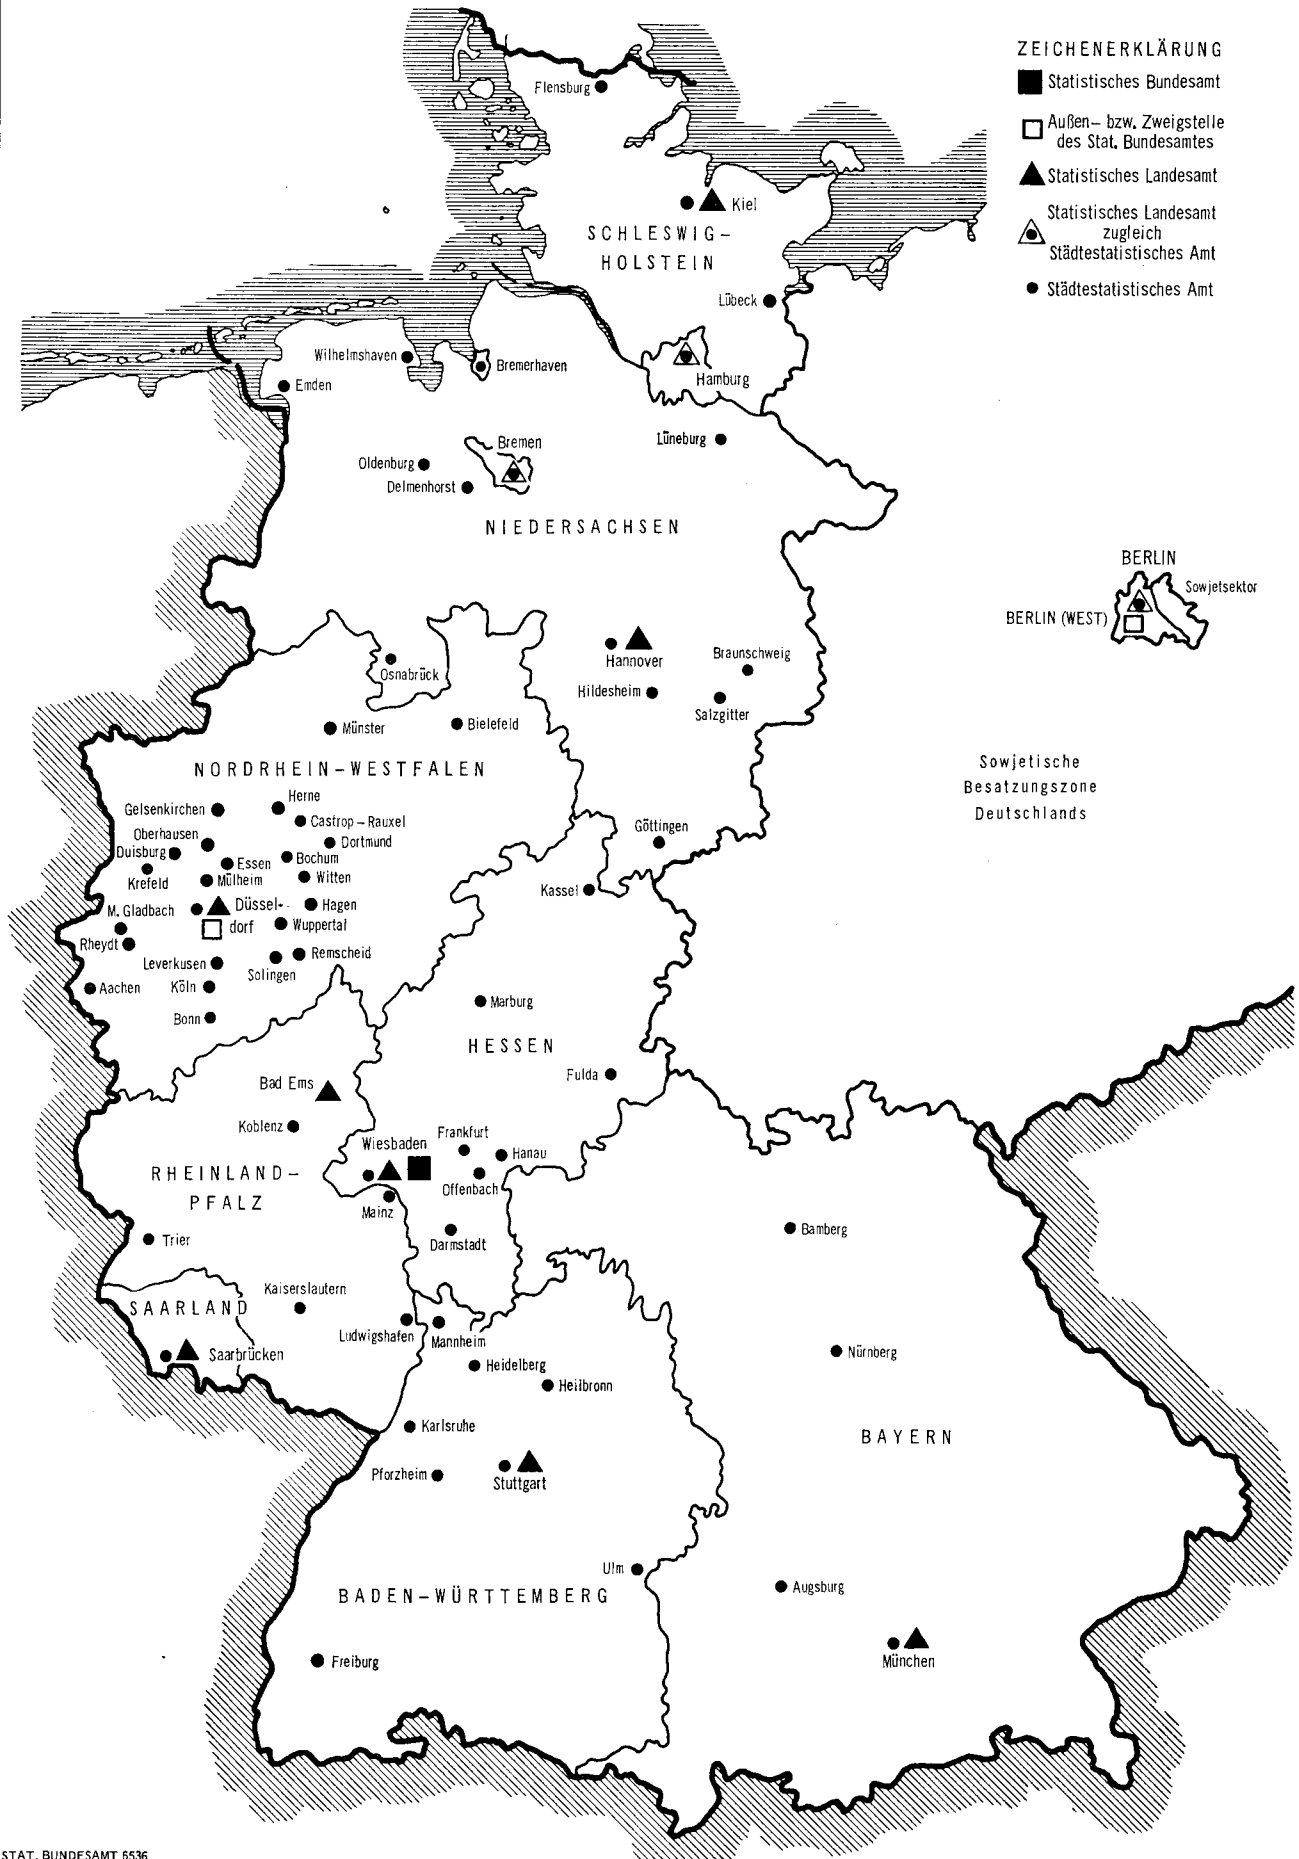 ZEICHENERKLÄRUNG
Statistisches Bundesamt
Außen- bzw. Zweigstelle
des Stat. Bundesamtes
Statistisches Landesamt
Statistisches Landesamt
zugleich
Städtestatistisches Amt
Städtestatistisches Amt
Flensburg
Kiel
SCHLESWIG-
HOLSTEIN
Lübeck
Wilhelmshaven
Bremerhaven
Emden
Hamburg
Lüneburg
Bremen
Oldenburg
Delmenhorst
NIEDERSACHSEN
BERLIN
Sowjetsektor
BERLIN (WEST)
Hannover
Braunschweig
Osnabrück
Hildesheim
Salzgitter
Münster
Bielefeld
NORDRHEIN-WESTFALEN
Sowjetische
Besatzungszone
Deutschlands
Herne
Gelsenkirchen
Castrop-Rauxel
Göttingen
Oberhausen
Dortmund
Duisburg
Bochum
Essen
Krefeld
Mülheim
Witten
Kassel
M. Gladbach
Düssel-
Hagen
dorf
Wuppertal
Rheydt
Remscheid
Leverkusen
Solingen
Aachen
Köln
Marburg
Bonn
HESSEN
Fulda
Bad Ems
Koblenz
Frankfurt
Wiesbaden
Hanau
RHEINLAND-
PFALZ
Offenbach
Mainz
Bamberg
Trier
Darmstadt
Kaiserslautern
SAARLAND
Ludwigshafen
Mannheim
Saarbrücken
Nürnberg
Heidelberg
Heilbronn
Karlsruhe
BAYERN
Pforzheim
Stuttgart
Ulm
Augsburg
BADEN-WÜRTTEMBERG
Freiburg
München
STAT. BUNDESAMT 6536